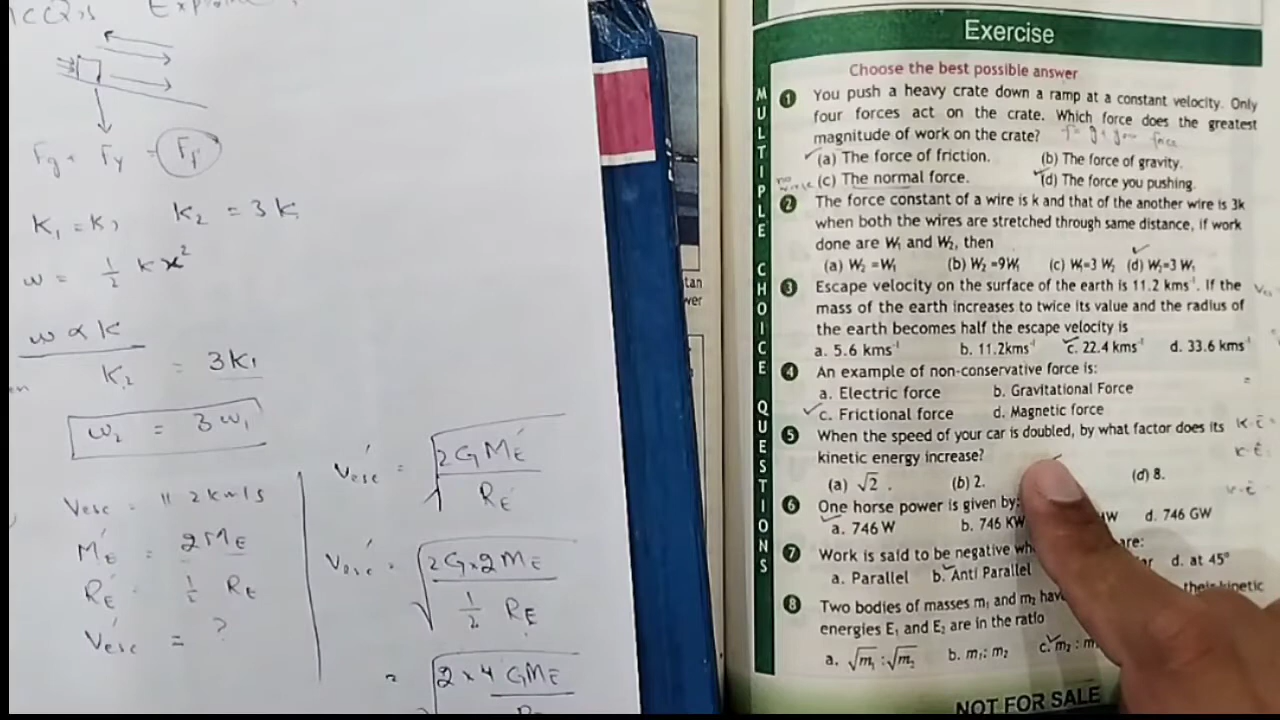 MCQ,s Explain
Fg + Fy = Ff
K₁ = K, K₂ = 3K
w = 1/2 K x²
w ∝ K
K₂ = 3K₁
w₂ = 3w₁
Vesc = 11.2km/s
M'E = 2ME
R'E = 1/2 RE
V'esc = ?
V'esc = √(2GM'E / R'E)
V'esc = √(2G×2ME / 1/2 RE)
= √(2×4 GME / RE
tan
wer
Exercise
MULTIPLE CHOICE QUESTIONS
Choose the best possible answer
1 You push a heavy crate down a ramp at a constant velocity. Only
four forces act on the crate. Which force does the greatest
magnitude of work on the crate?
(a) The force of friction. (b) The force of gravity.
(c) The normal force. (d) The force you pushing.
2 The force constant of a wire is k and that of the another wire is 3k
when both the wires are stretched through same distance, if work
done are W₁ and W₂, then
(a) W₂ =W₁ (b) W₂ =9W₁ (c) W₁=3 W₂ (d) W₂=3 W₁
3 Escape velocity on the surface of the earth is 11.2 kms⁻¹. If the
mass of the earth increases to twice its value and the radius of
the earth becomes half the escape velocity is
a. 5.6 kms⁻¹ b. 11.2kms⁻¹ c. 22.4 kms⁻¹ d. 33.6 kms⁻¹
4 An example of non-conservative force is:
a. Electric force b. Gravitational Force
c. Frictional force d. Magnetic force
5 When the speed of your car is doubled, by what factor does its
kinetic energy increase?
(a) √2 . (b) 2. (d) 8.
6 One horse power is given by:
a. 746 W b. 746 KW d. 746 GW
7 Work is said to be negative are:
a. Parallel b. Anti Parallel d. at 45°
8 Two bodies of masses m₁ and m₂ have their kinetic
energies E₁ and E₂ are in the ratio
a. √m₁ : √m₂ b. m₁: m₂ c. m₂ : m
NOT FOR SALE